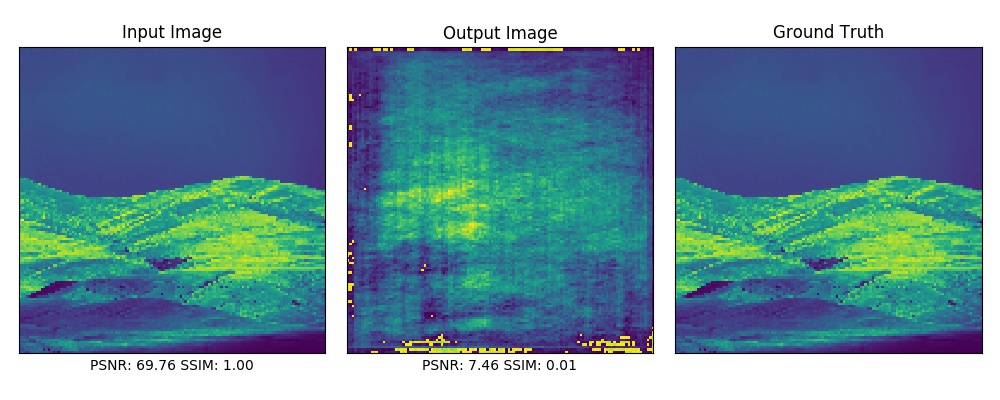 Input Image
Output Image
Ground Truth
PSNR: 69.76 SSIM: 1.00
PSNR: 7.46 SSIM: 0.01